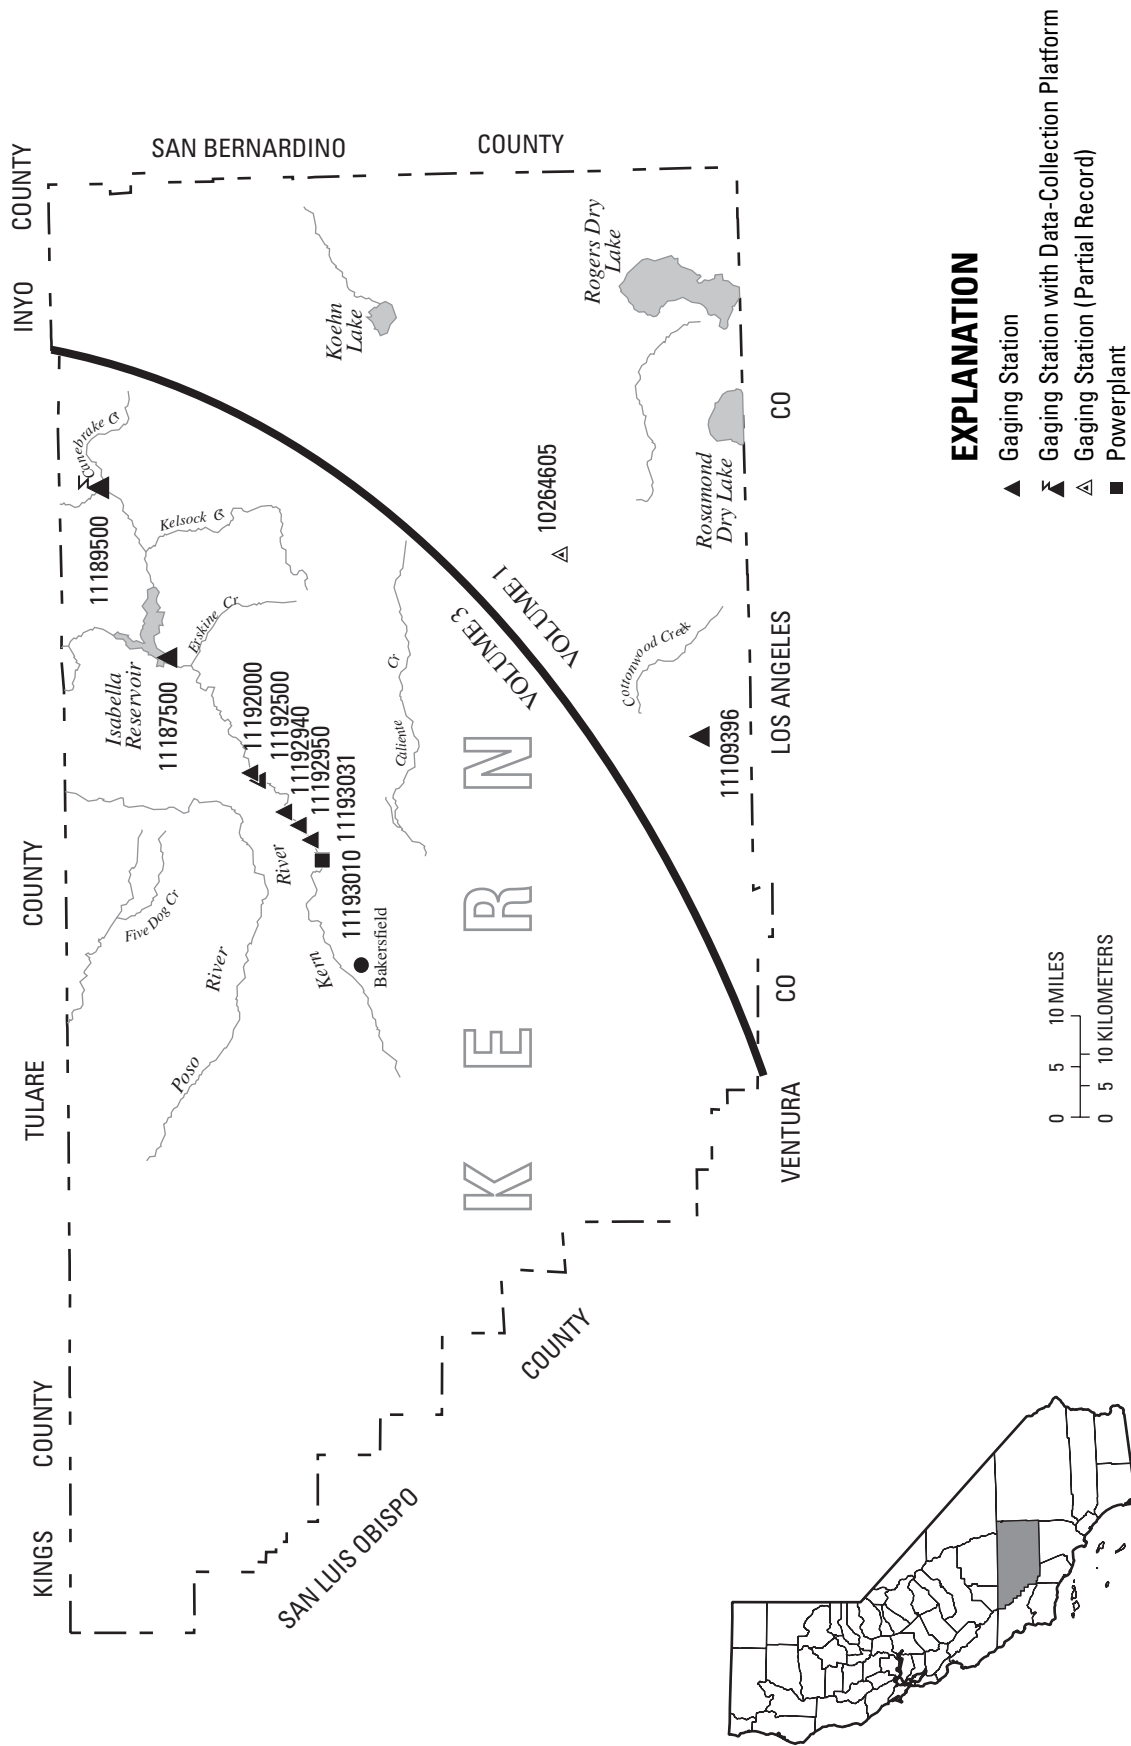 KINGS COUNTY
TULARE COUNTY
INYO COUNTY
SAN BERNARDINO COUNTY
Canebrake Cr
11189500
Kelsock Cr
Isabella
Reservoir
11187500
Erskine Cr
11192000
11192500
11192940
11192950
11193031
11193010
Five Dog Cr
Poso River
Kern River
Bakersfield
Caliente Cr
Koehn
Lake
KERN
VOLUME 3
VOLUME 1
10264605
Rogers Dry
Lake
Rosamond
Dry Lake
Cottonwood Creek
11109396
SAN LUIS OBISPO COUNTY
VENTURA CO
LOS ANGELES CO
0 5 10 MILES
0 5 10 KILOMETERS
EXPLANATION
Gaging Station
Gaging Station with Data-Collection Platform
Gaging Station (Partial Record)
Powerplant